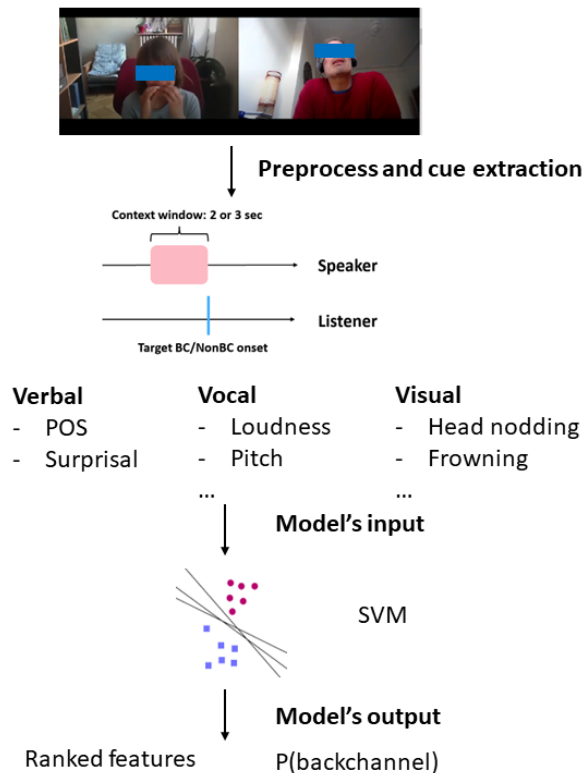 Preprocess and cue extraction
Context window: 2 or 3 sec
Speaker
Listener
Target BC/NonBC onset
Verbal
- POS
- Surprisal
Vocal
- Loudness
- Pitch
...
Visual
- Head nodding
- Frowning
...
Model's input
SVM
Model's output
Ranked features
P(backchannel)